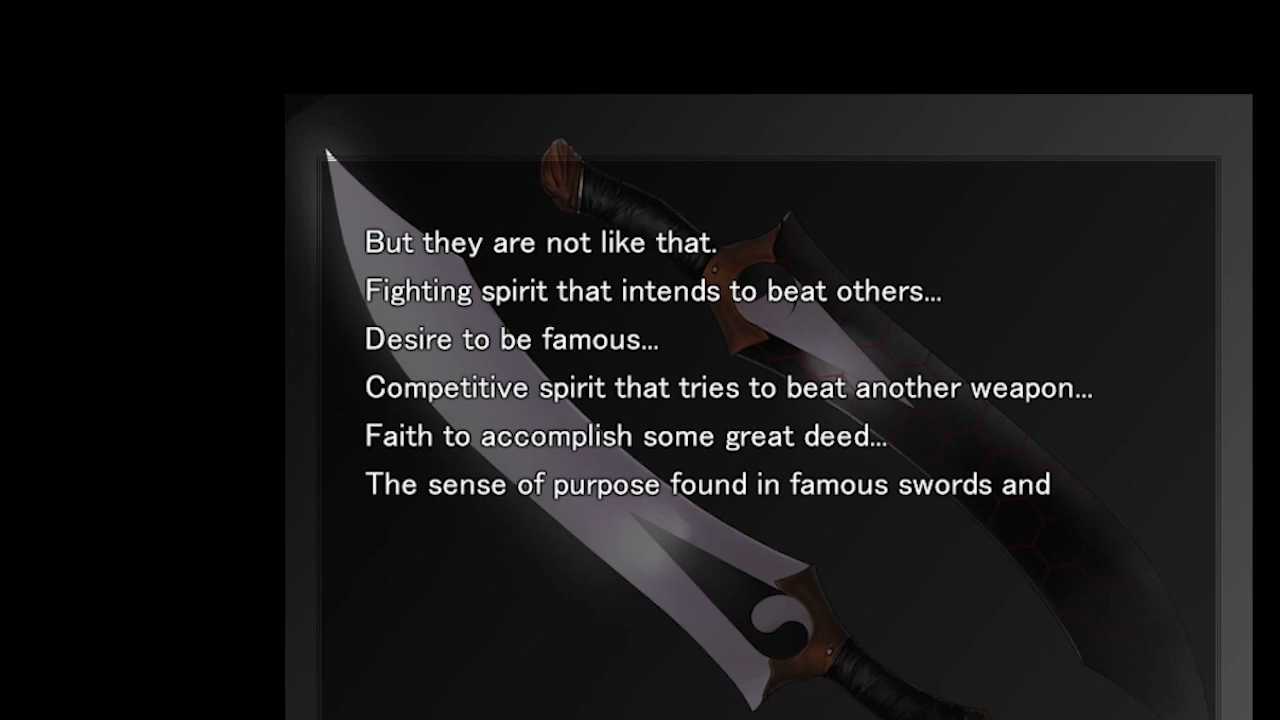 But they are not like that.
Fighting spirit that intends to beat others...
Desire to be famous...
Competitive spirit that tries to beat another weapon...
Faith to accomplish some great deed...
The sense of purpose found in famous swords and